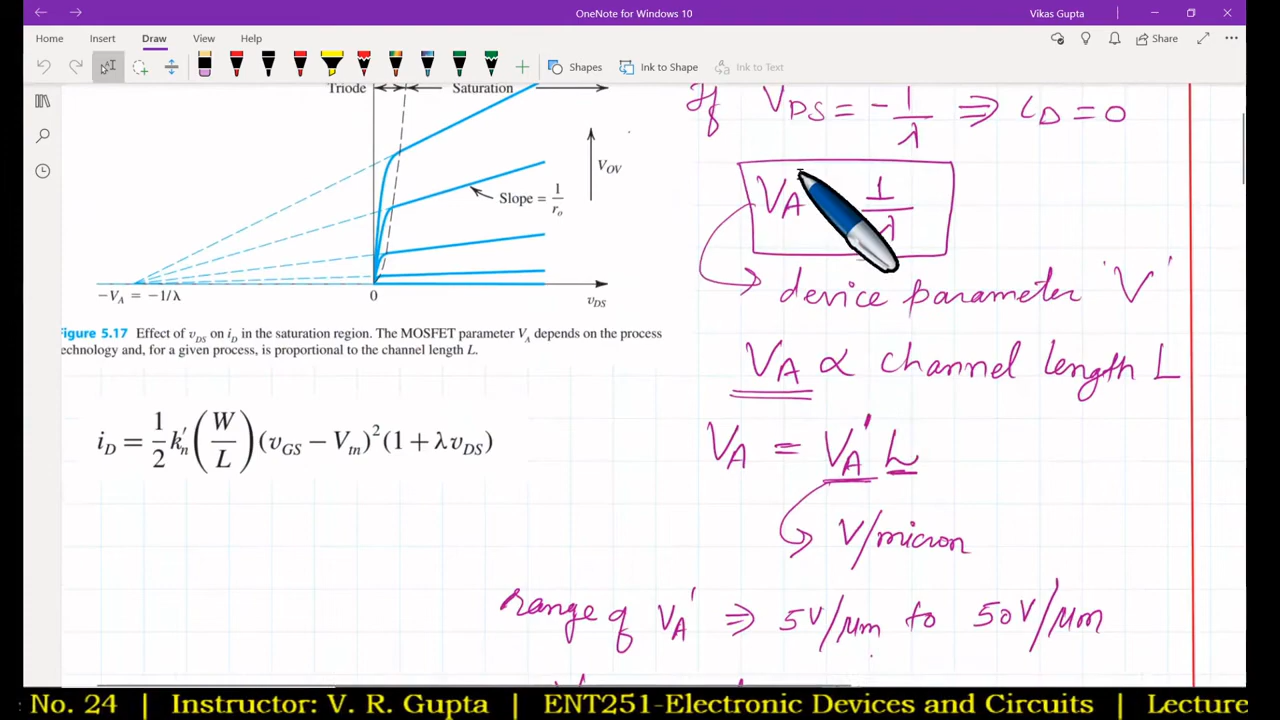 OneNote for Windows 10
Vikas Gupta
Home Insert Draw View Help Share
Shapes Ink to Shape Ink to Text
Triode Saturation
V_OV
Slope = 1/r_o
−V_A = −1/λ 0 v_DS
Figure 5.17 Effect of v_DS on i_D in the saturation region. The MOSFET parameter V_A depends on the process
echnology and, for a given process, is proportional to the channel length L.
i_D = 1/2 k'_n (W/L) (v_GS − V_tn)² (1 + λv_DS)
If V_DS = −1/λ ⇒ i_D = 0
V_A 1/λ
device parameter 'V'
V_A ∝ channel length L
V_A = V_A' L
V/micron
range of V_A' ⇒ 5V/μm to 50V/μm
No. 24 | Instructor: V. R. Gupta | ENT251-Electronic Devices and Circuits | Lecture